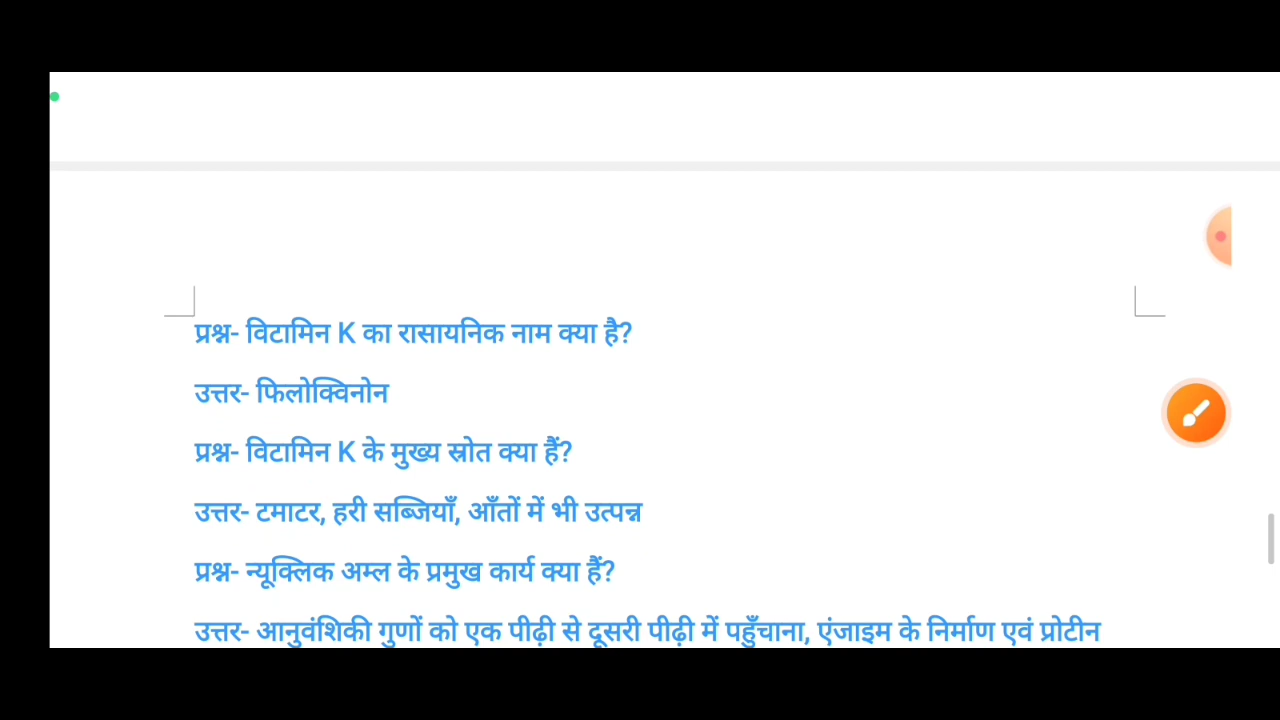 प्रश्न- विटामिन K का रासायनिक नाम क्या है?
उत्तर- फिलोक्विनोन
प्रश्न- विटामिन K के मुख्य स्रोत क्या हैं?
उत्तर- टमाटर, हरी सब्जियाँ, आँतों में भी उत्पन्न
प्रश्न- न्यूक्लिक अम्ल के प्रमुख कार्य क्या हैं?
उत्तर- आनुवंशिकी गुणों को एक पीढ़ी से दूसरी पीढ़ी में पहुँचाना, एंजाइम के निर्माण एवं प्रोटीन